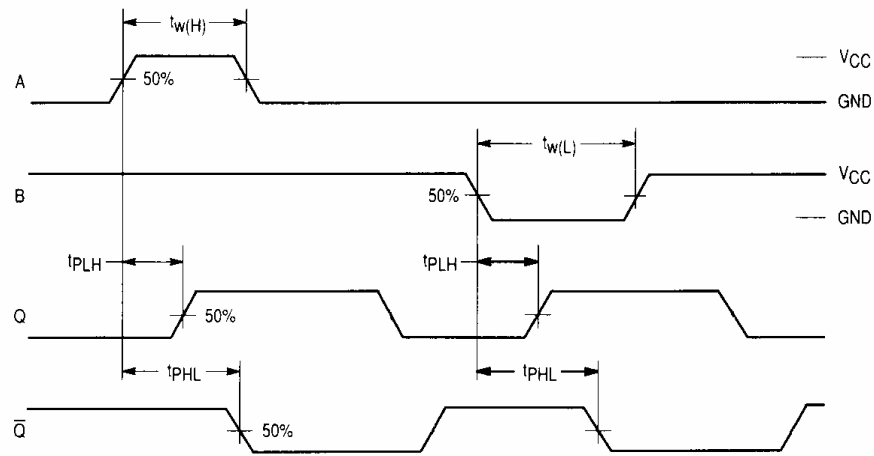 tw(H)
VCC
A
50%
GND
tw(L)
VCC
B
50%
GND
tPLH
tPLH
Q
50%
tPHL
tPHL
Q̅
50%